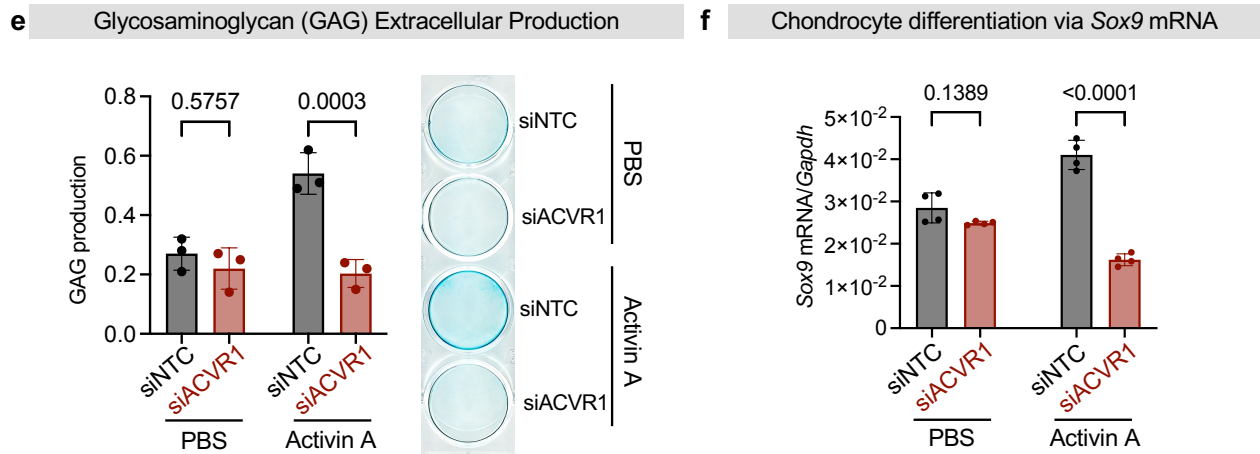 e
Glycosaminoglycan (GAG) Extracellular Production
GAG production
0.8
0.6
0.4
0.2
0.0
0.5757
0.0003
siNTC
siACVR1
siNTC
siACVR1
PBS
Activin A
siNTC
siACVR1
siNTC
siACVR1
PBS
Activin A
f
Chondrocyte differentiation via Sox9 mRNA
Sox9 mRNA/Gapdh
5×10⁻²
4×10⁻²
3×10⁻²
2×10⁻²
1×10⁻²
0
0.1389
<0.0001
siNTC
siACVR1
siNTC
siACVR1
PBS
Activin A